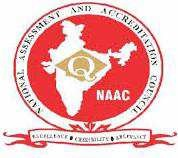 NATIONAL ASSESSMENT AND ACCREDITATION COUNCIL
NAAC
EXCELLENCE • CREDIBILITY • RELEVANCE